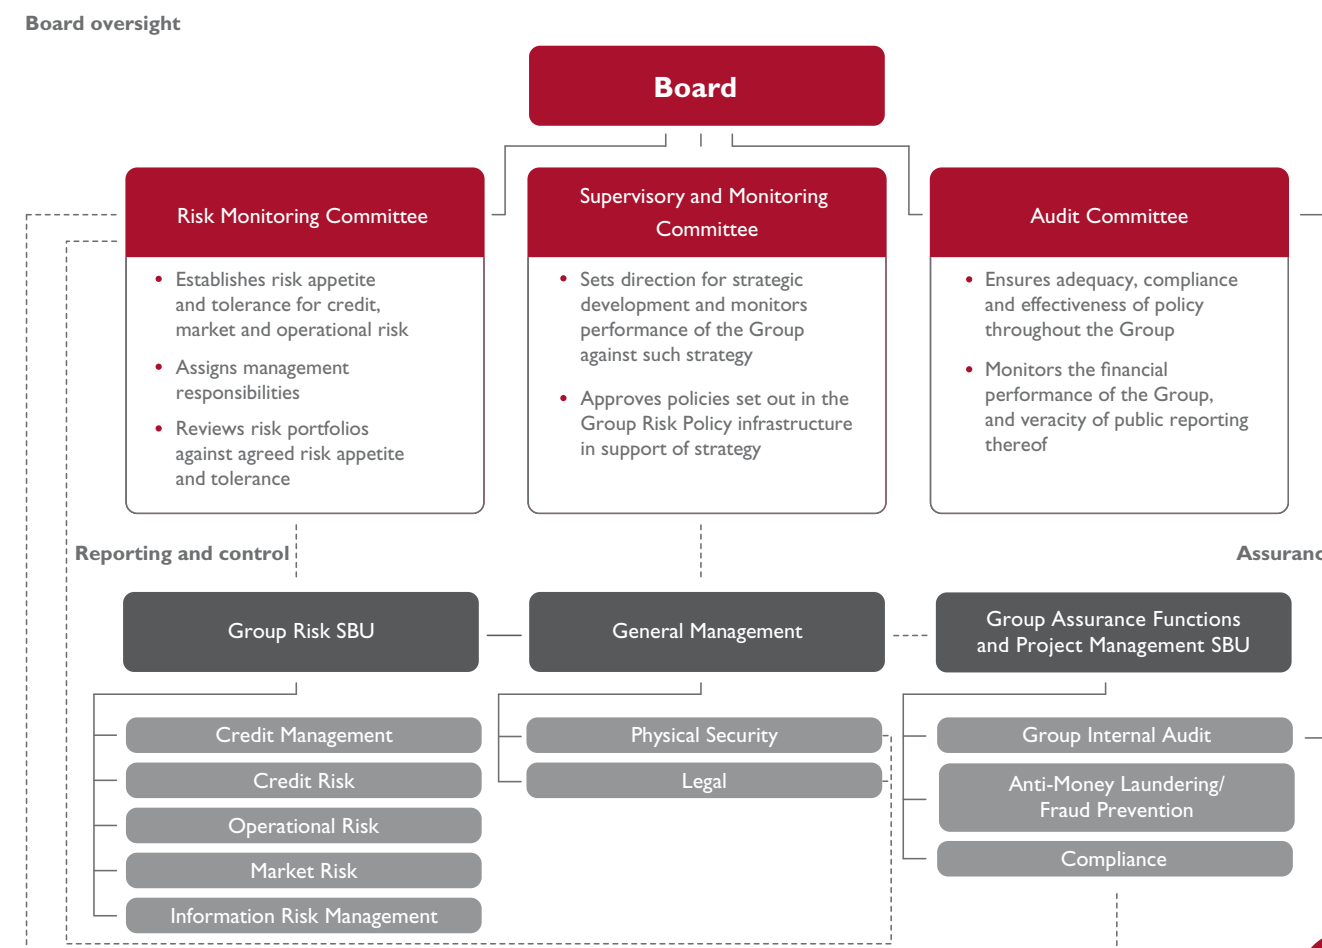 Board oversight
Board
Risk Monitoring Committee
• Establishes risk appetite
and tolerance for credit,
market and operational risk
• Assigns management
responsibilities
• Reviews risk portfolios
against agreed risk appetite
and tolerance
Supervisory and Monitoring
Committee
• Sets direction for strategic
development and monitors
performance of the Group
against such strategy
• Approves policies set out in the
Group Risk Policy infrastructure
in support of strategy
Audit Committee
• Ensures adequacy, compliance
and effectiveness of policy
throughout the Group
• Monitors the financial
performance of the Group,
and veracity of public reporting
thereof
Reporting and control
Group Risk SBU
Credit Management
Credit Risk
Operational Risk
Market Risk
Information Risk Management
General Management
Physical Security
Legal
Group Assurance Functions
and Project Management SBU
Group Internal Audit
Anti-Money Laundering/
Fraud Prevention
Compliance